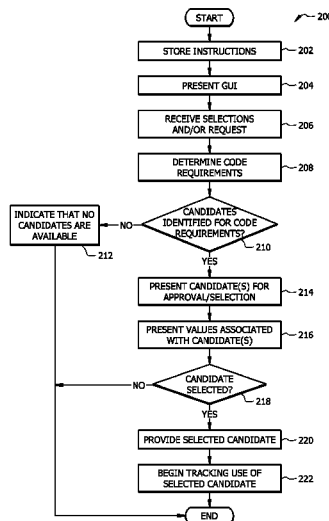 START
200
STORE INSTRUCTIONS
202
PRESENT GUI
204
RECEIVE SELECTIONS
AND/OR REQUEST
206
DETERMINE CODE
REQUIREMENTS
208
CANDIDATES
IDENTIFIED FOR CODE
REQUIREMENTS?
210
NO
INDICATE THAT NO
CANDIDATES ARE
AVAILABLE
212
YES
PRESENT CANDIDATE(S) FOR
APPROVAL/SELECTION
214
PRESENT VALUES ASSOCIATED
WITH CANDIDATE(S)
216
CANDIDATE
SELECTED?
218
NO
YES
PROVIDE SELECTED CANDIDATE
220
BEGIN TRACKING USE OF
SELECTED CANDIDATE
222
END